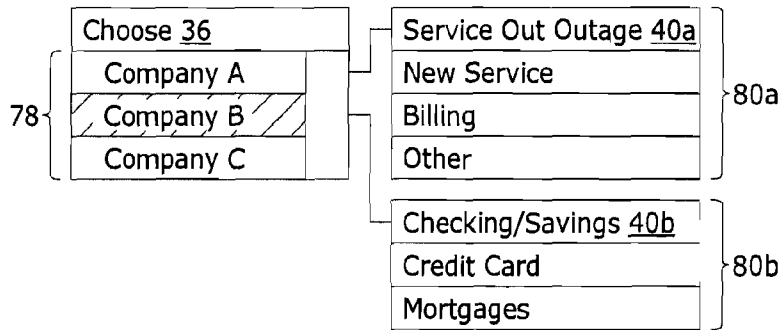 Choose 36
Company A
78
Company B
Company C
Service Out Outage 40a
New Service
Billing
Other
80a
Checking/Savings 40b
Credit Card
Mortgages
80b